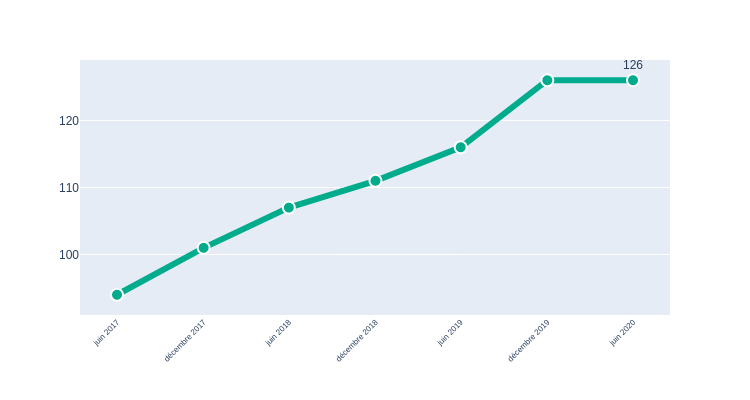 126
120
110
100
juin 2017
décembre 2017
juin 2018
décembre 2018
juin 2019
décembre 2019
juin 2020